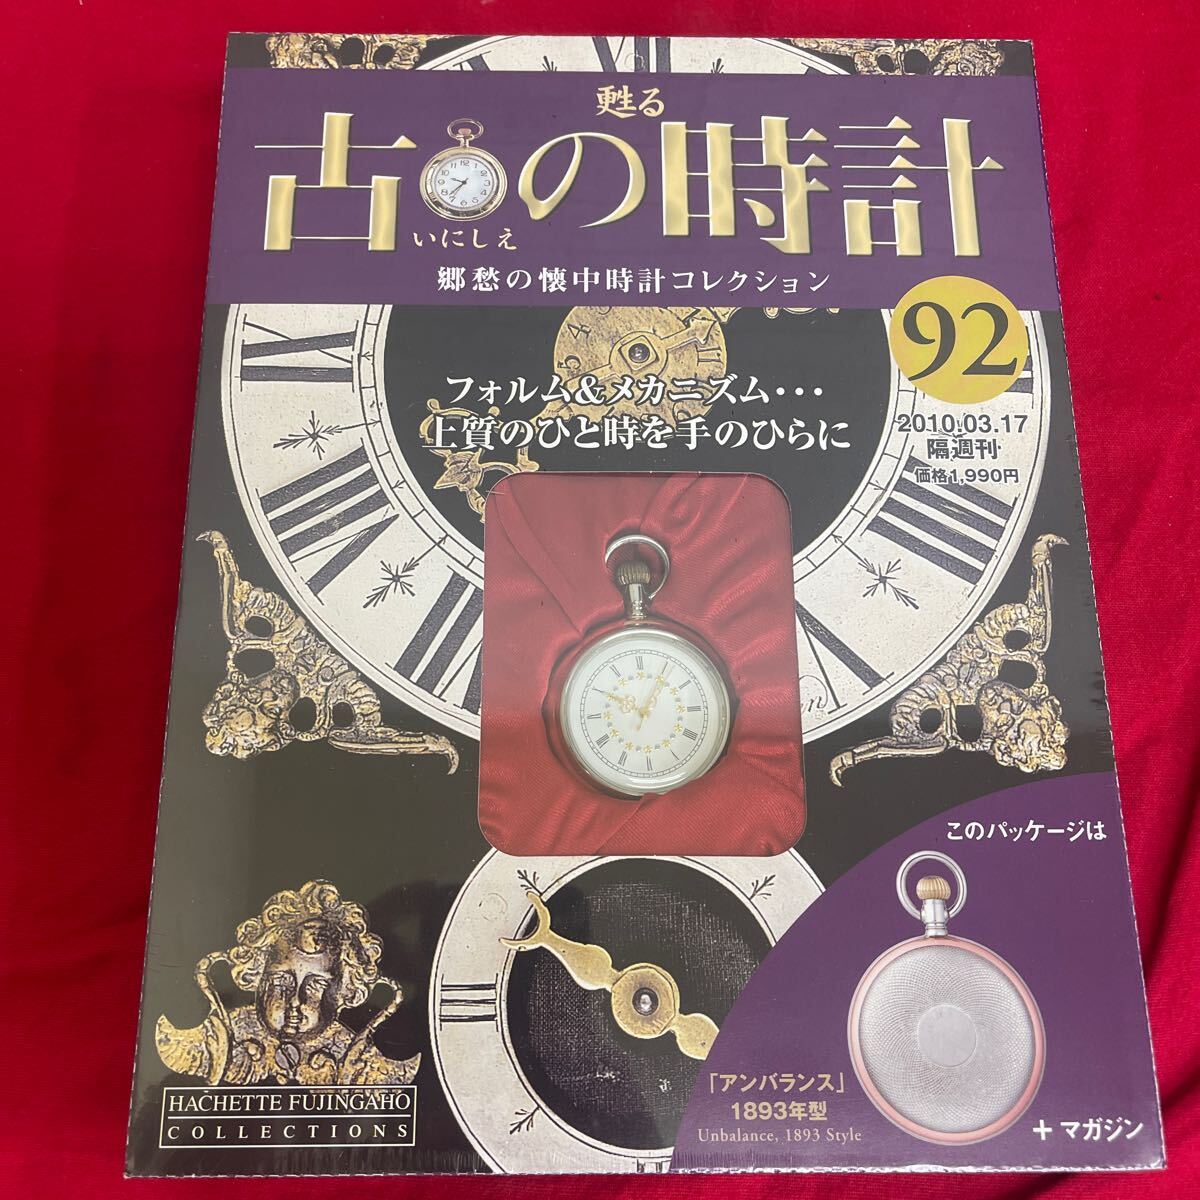 甦る
古の時計
いにしえ
郷愁の懐中時計コレクション
92
2010.03.17
隔週刊
価格1,990円
フォルム&メカニズム・・・
上質のひと時を手のひらに
このパッケージは
「アンバランス」
1893年型
Unbalance, 1893 Style
+ マガジン
HACHETTE FUJINGAHO
COLLECTIONS